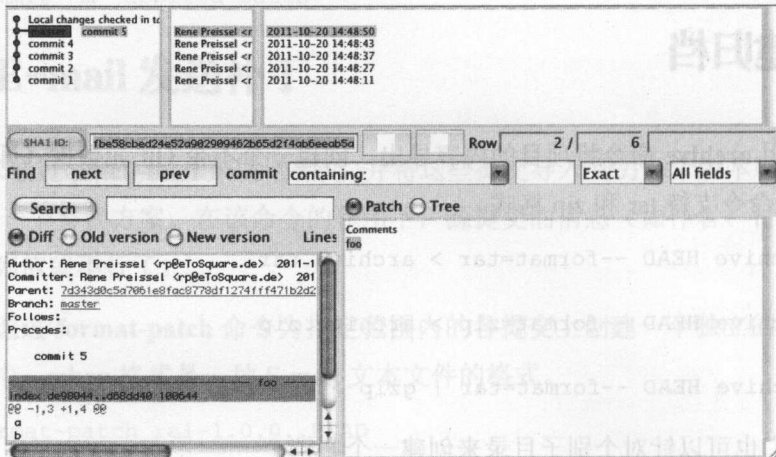 Local changes checked in to
master commit 5
commit 4
commit 3
commit 2
commit 1
Rene Preissel <r 2011-10-20 14:48:50
Rene Preissel <r 2011-10-20 14:48:43
Rene Preissel <r 2011-10-20 14:48:37
Rene Preissel <r 2011-10-20 14:48:27
Rene Preissel <r 2011-10-20 14:48:11
SHA1 ID: fbe58cbed24e52a902909462b65d2f4ab6eeab5a Row 2 / 6
Find next prev commit containing: Exact All fields
Search
Diff Old version New version Lines
Patch Tree
Comments
foo
Author: Rene Preissel <rp@eToSquare.de> 2011-1
Committer: Rene Preissel <rp@eToSquare.de> 201
Parent: 7d343d0c5a7061e8fac8778df1274fff471b2d2
Branch: master
Follows:
Precedes:
commit 5
foo
index de98044..d68dd40 100644
@@ -1,3 +1,4 @@
a
b